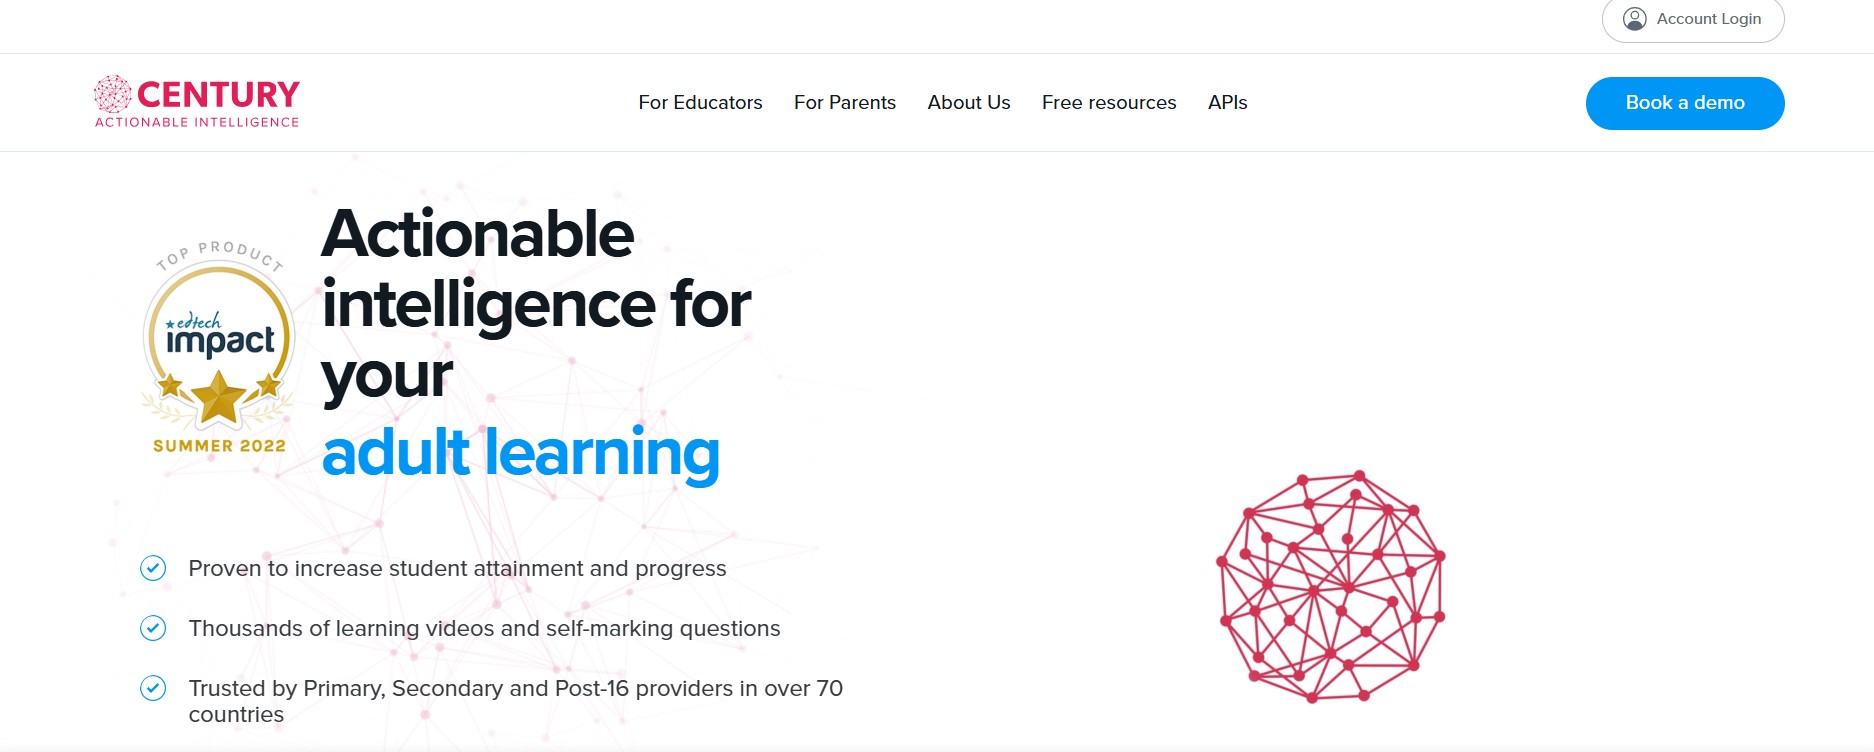 Account Login
CENTURY
ACTIONABLE INTELLIGENCE
For Educators For Parents About Us Free resources APIs
Book a demo
TOP PRODUCT
edtech
impact
SUMMER 2022
Actionable
intelligence for
your
adult learning
Proven to increase student attainment and progress
Thousands of learning videos and self-marking questions
Trusted by Primary, Secondary and Post-16 providers in over 70
countries